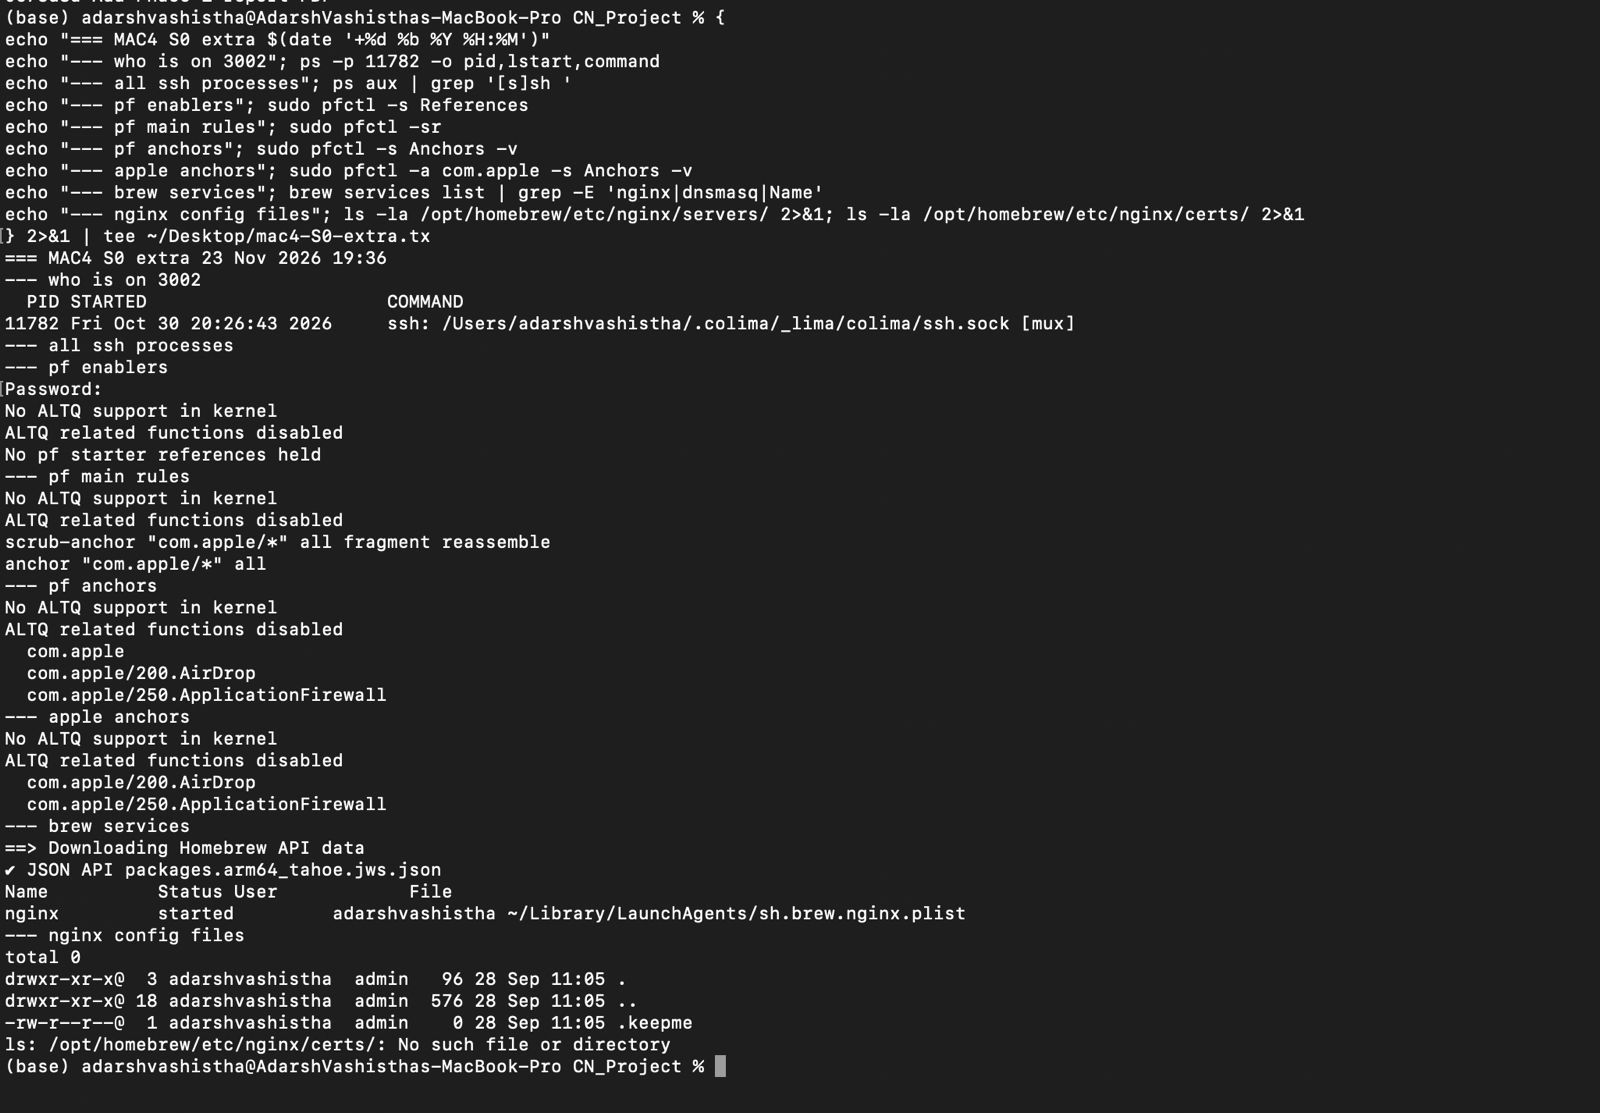 (base) adarshvashistha@AdarshVashisthas-MacBook-Pro CN_Project % {
echo "=== MAC4 S0 extra $(date '+%d %b %Y %H:%M')"
echo "--- who is on 3002"; ps -p 11782 -o pid,lstart,command
echo "--- all ssh processes"; ps aux | grep '[s]sh '
echo "--- pf enablers"; sudo pfctl -s References
echo "--- pf main rules"; sudo pfctl -sr
echo "--- pf anchors"; sudo pfctl -s Anchors -v
echo "--- apple anchors"; sudo pfctl -a com.apple -s Anchors -v
echo "--- brew services"; brew services list | grep -E 'nginx|dnsmasq|Name'
echo "--- nginx config files"; ls -la /opt/homebrew/etc/nginx/servers/ 2>&1; ls -la /opt/homebrew/etc/nginx/certs/ 2>&1
} 2>&1 | tee ~/Desktop/mac4-S0-extra.tx
=== MAC4 S0 extra 23 Nov 2026 19:36
--- who is on 3002
  PID STARTED                      COMMAND
11782 Fri Oct 30 20:26:43 2026     ssh: /Users/adarshvashistha/.colima/_lima/colima/ssh.sock [mux]
--- all ssh processes
--- pf enablers
Password:
No ALTQ support in kernel
ALTQ related functions disabled
No pf starter references held
--- pf main rules
No ALTQ support in kernel
ALTQ related functions disabled
scrub-anchor "com.apple/*" all fragment reassemble
anchor "com.apple/*" all
--- pf anchors
No ALTQ support in kernel
ALTQ related functions disabled
  com.apple
  com.apple/200.AirDrop
  com.apple/250.ApplicationFirewall
--- apple anchors
No ALTQ support in kernel
ALTQ related functions disabled
  com.apple/200.AirDrop
  com.apple/250.ApplicationFirewall
--- brew services
==> Downloading Homebrew API data
✔ JSON API packages.arm64_tahoe.jws.json
Name          Status User            File
nginx         started         adarshvashistha ~/Library/LaunchAgents/sh.brew.nginx.plist
--- nginx config files
total 0
drwxr-xr-x@  3 adarshvashistha  admin   96 28 Sep 11:05 .
drwxr-xr-x@ 18 adarshvashistha  admin  576 28 Sep 11:05 ..
-rw-r--r--@  1 adarshvashistha  admin    0 28 Sep 11:05 .keepme
ls: /opt/homebrew/etc/nginx/certs/: No such file or directory
(base) adarshvashistha@AdarshVashisthas-MacBook-Pro CN_Project %